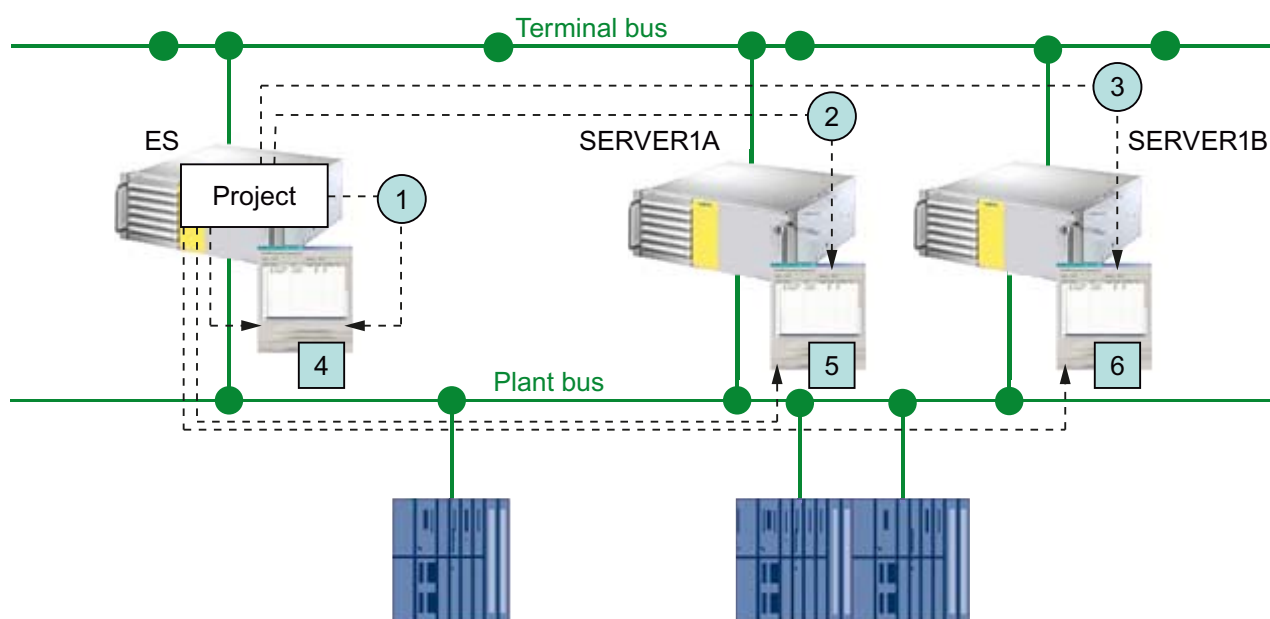 Terminal bus
3
2
ES
SERVER1A
SERVER1B
Project
1
4
5
6
Plant bus